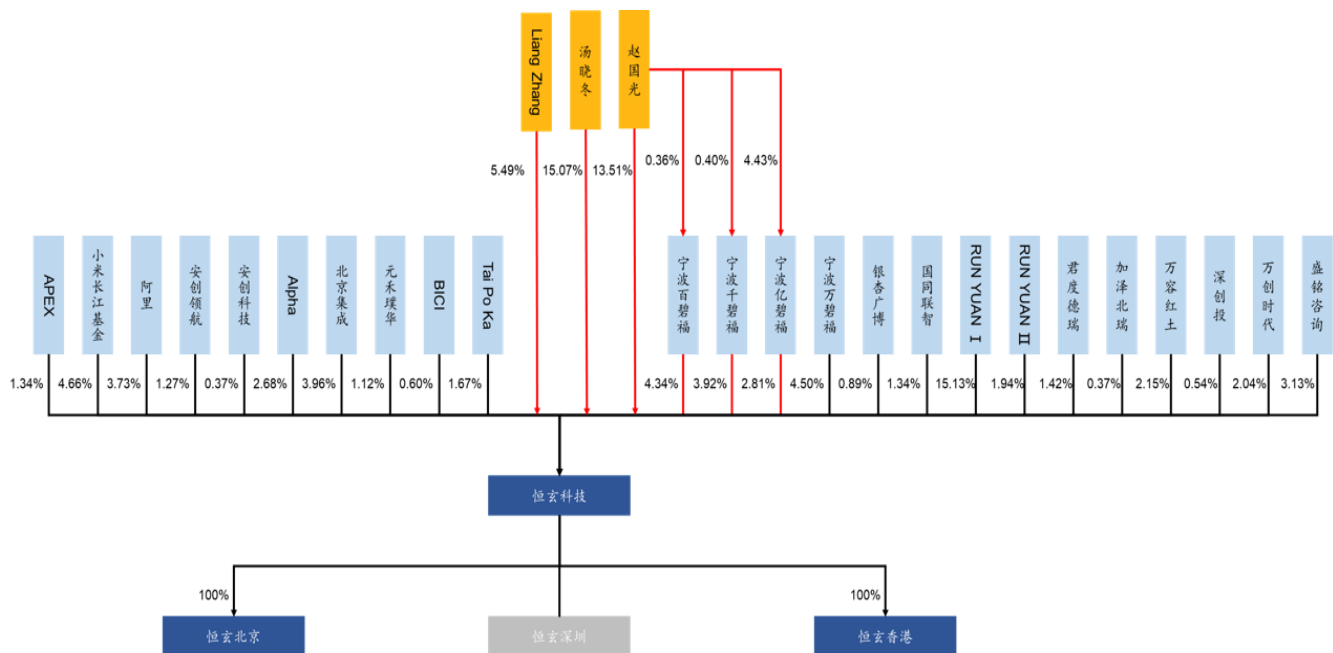 Liang Zhang
汤晓冬
赵国光
5.49%
15.07%
13.51%
0.36%
0.40%
4.43%
APEX
小米长江基金
阿里
安创领航
安创科技
Alpha
北京集成
元禾璞华
BICI
Tai Po Ka
宁波百碧福
宁波千碧福
宁波亿碧福
宁波万碧福
银杏广博
国同联智
RUN YUAN I
RUN YUAN II
君度德瑞
加泽北瑞
万容红土
深创投
万创时代
盛铭咨询
1.34%
4.66%
3.73%
1.27%
0.37%
2.68%
3.96%
1.12%
0.60%
1.67%
4.34%
3.92%
2.81%
4.50%
0.89%
1.34%
15.13%
1.94%
1.42%
0.37%
2.15%
0.54%
2.04%
3.13%
恒玄科技
100%
100%
恒玄北京
恒玄深圳
恒玄香港